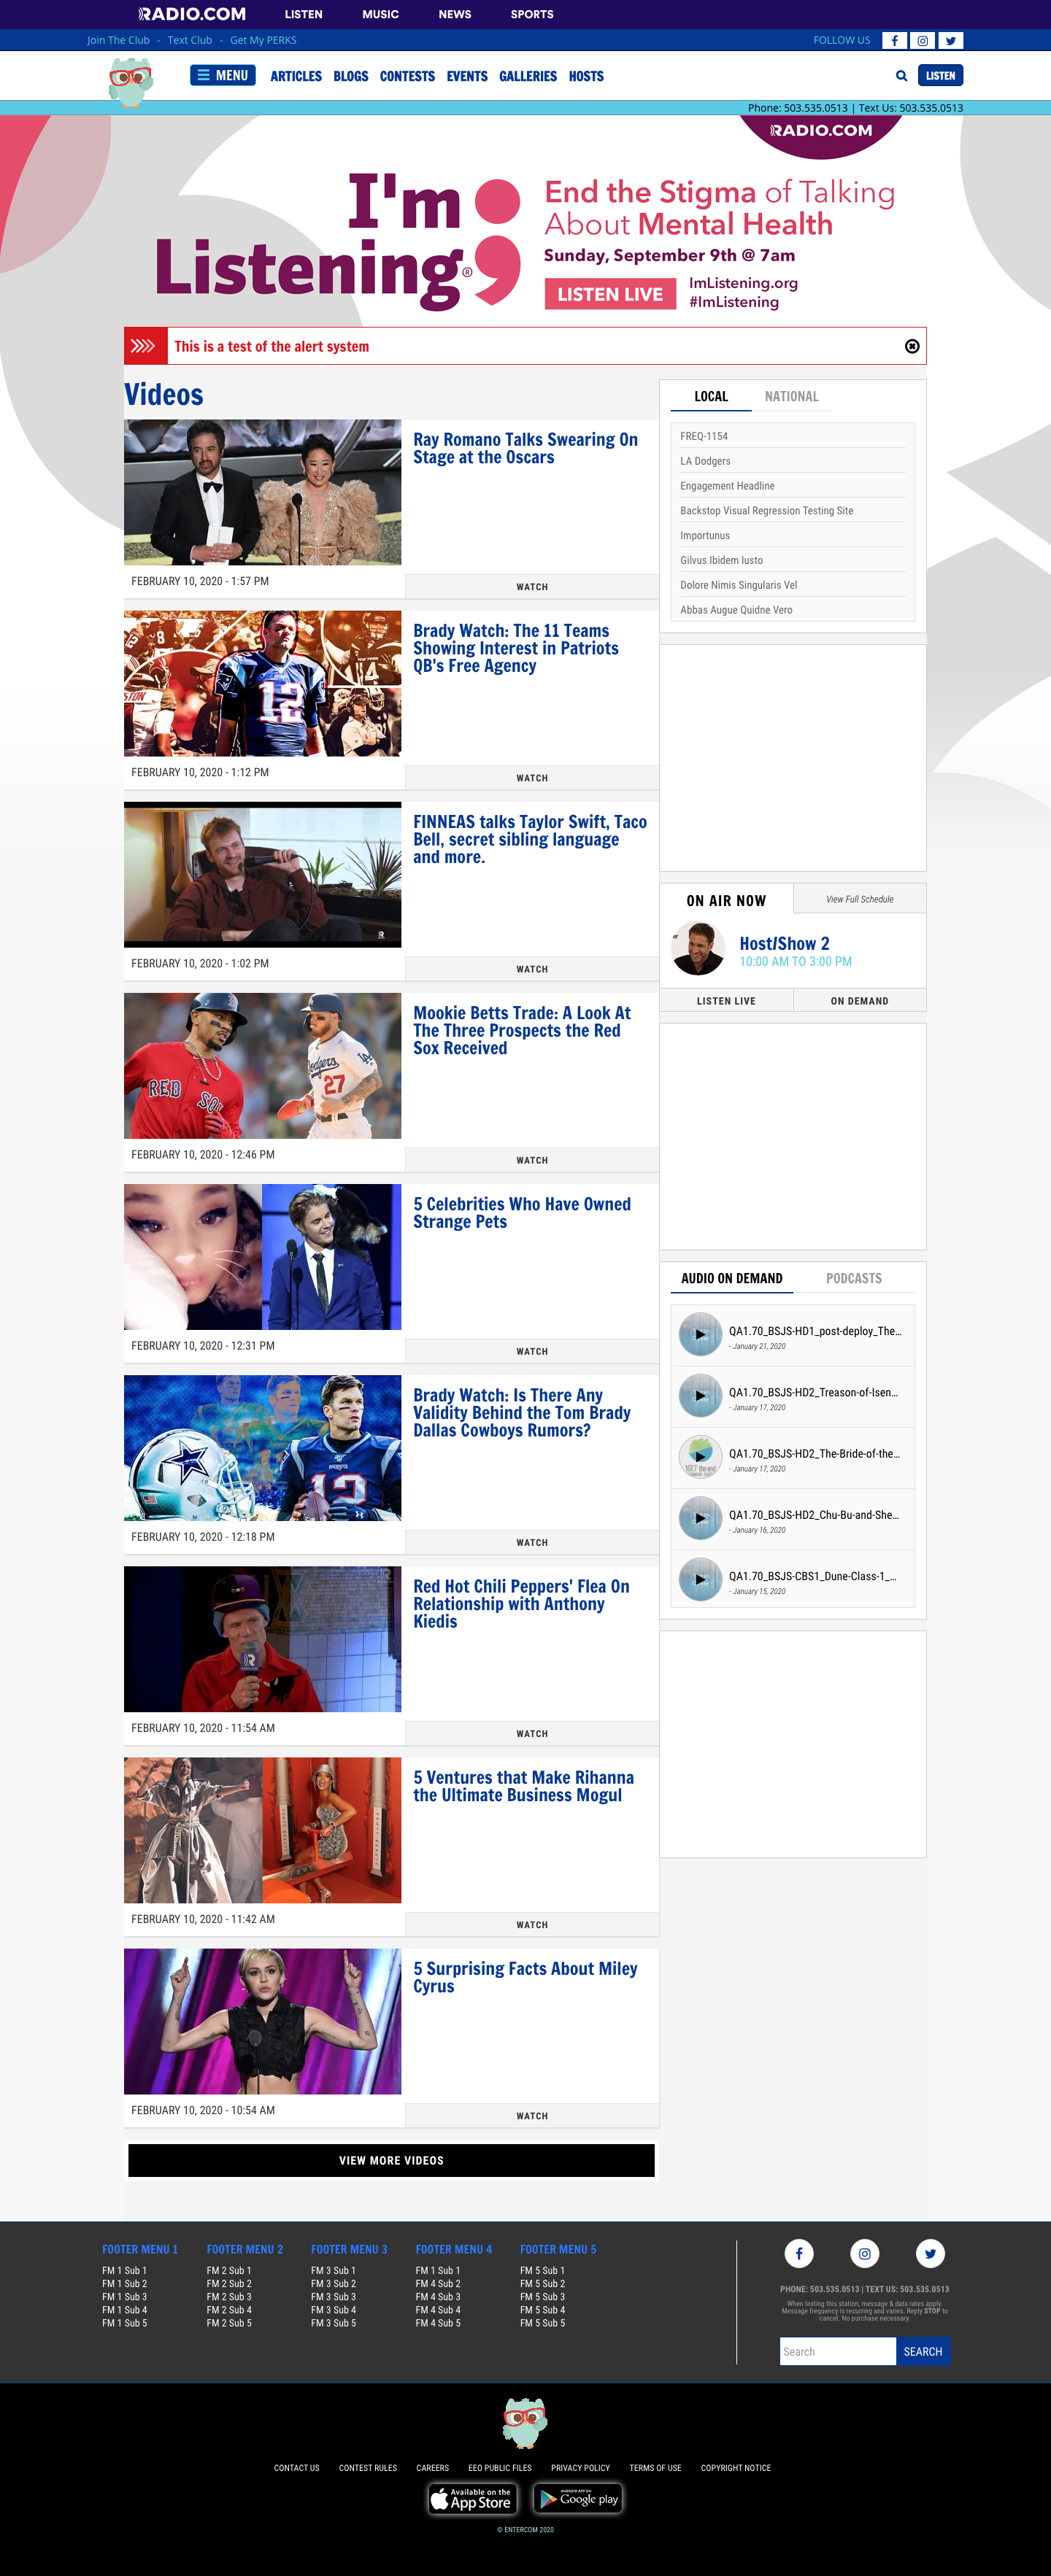 RADIO.COM LISTEN MUSIC NEWS SPORTS
Join The Club - Text Club - Get My PERKS FOLLOW US
MENU ARTICLES BLOGS CONTESTS EVENTS GALLERIES HOSTS LISTEN
Phone: 503.535.0513 | Text Us: 503.535.0513
RADIO.COM
I'm
Listening®
End the Stigma of Talking
About Mental Health
Sunday, September 9th @ 7am
LISTEN LIVE
ImListening.org
#ImListening
This is a test of the alert system
Videos
Ray Romano Talks Swearing On
Stage at the Oscars
FEBRUARY 10, 2020 - 1:57 PM
WATCH
Brady Watch: The 11 Teams
Showing Interest in Patriots
QB's Free Agency
12
FEBRUARY 10, 2020 - 1:12 PM
WATCH
FINNEAS talks Taylor Swift, Taco
Bell, secret sibling language
and more.
FEBRUARY 10, 2020 - 1:02 PM
WATCH
Mookie Betts Trade: A Look At
The Three Prospects the Red
Sox Received
RED SOX
Dodgers
27
FEBRUARY 10, 2020 - 12:46 PM
WATCH
5 Celebrities Who Have Owned
Strange Pets
FEBRUARY 10, 2020 - 12:31 PM
WATCH
Brady Watch: Is There Any
Validity Behind the Tom Brady
Dallas Cowboys Rumors?
PATRIOTS
12
FEBRUARY 10, 2020 - 12:18 PM
WATCH
Red Hot Chili Peppers' Flea On
Relationship with Anthony
Kiedis
FEBRUARY 10, 2020 - 11:54 AM
WATCH
5 Ventures that Make Rihanna
the Ultimate Business Mogul
FEBRUARY 10, 2020 - 11:42 AM
WATCH
5 Surprising Facts About Miley
Cyrus
FEBRUARY 10, 2020 - 10:54 AM
WATCH
VIEW MORE VIDEOS
LOCAL NATIONAL
FREQ-1154
LA Dodgers
Engagement Headline
Backstop Visual Regression Testing Site
Importunus
Gilvus Ibidem Iusto
Dolore Nimis Singularis Vel
Abbas Augue Quidne Vero
ON AIR NOW View Full Schedule
Host/Show 2
10:00 AM TO 3:00 PM
LISTEN LIVE ON DEMAND
AUDIO ON DEMAND PODCASTS
QA1.70_BSJS-HD1_post-deploy_The...
- January 21, 2020
QA1.70_BSJS-HD2_Treason-of-Isen...
- January 17, 2020
QA1.70_BSJS-HD2_The-Bride-of-the...
- January 17, 2020
QA1.70_BSJS-HD2_Chu-Bu-and-She...
- January 16, 2020
QA1.70_BSJS-CBS1_Dune-Class-1_...
- January 15, 2020
FOOTER MENU 1 FOOTER MENU 2 FOOTER MENU 3 FOOTER MENU 4 FOOTER MENU 5
FM 1 Sub 1 FM 2 Sub 1 FM 3 Sub 1 FM 1 Sub 1 FM 5 Sub 1
FM 1 Sub 2 FM 2 Sub 2 FM 3 Sub 2 FM 4 Sub 2 FM 5 Sub 2
FM 1 Sub 3 FM 2 Sub 3 FM 3 Sub 3 FM 4 Sub 3 FM 5 Sub 3
FM 1 Sub 4 FM 2 Sub 4 FM 3 Sub 4 FM 4 Sub 4 FM 5 Sub 4
FM 1 Sub 5 FM 2 Sub 5 FM 3 Sub 5 FM 4 Sub 5 FM 5 Sub 5
PHONE: 503.535.0513 | TEXT US: 503.535.0513
When texting this station, message & data rates apply.
Message frequency is recurring and varies. Reply STOP to
cancel. No purchase necessary.
Search SEARCH
CONTACT US CONTEST RULES CAREERS EEO PUBLIC FILES PRIVACY POLICY TERMS OF USE COPYRIGHT NOTICE
Available on the
App Store
ANDROID APP ON
Google play
© ENTERCOM 2020